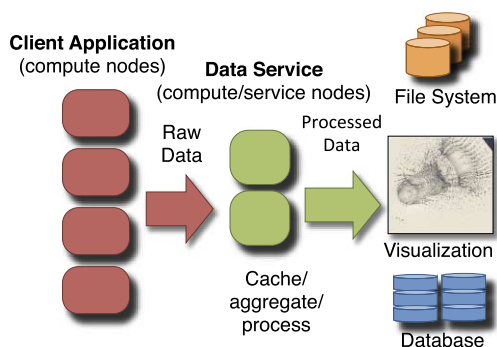 Client Application
(compute nodes)
Data Service
(compute/service nodes)
Raw
Data
Processed
Data
Cache/
aggregate/
process
File System
Visualization
Database